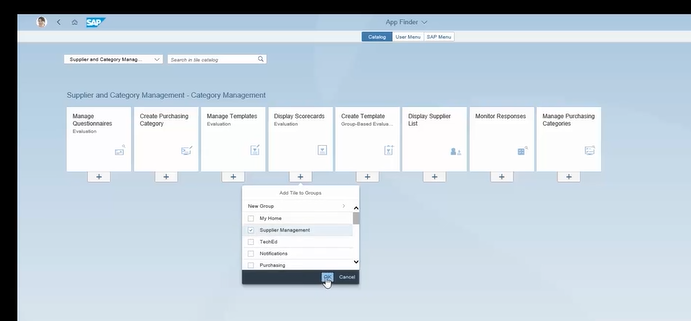 SAP
App Finder
Catalog
User Menu
SAP Menu
Supplier and Category Manag...
Search in tile catalog
Supplier and Category Management - Category Management
Manage Questionnaires
Evaluation
Create Purchasing Category
Manage Templates
Evaluation
Display Scorecards
Evaluation
Create Template
Group-Based Evalua...
Display Supplier List
Monitor Responses
Manage Purchasing Categories
Add Tile to Groups
New Group
My Home
Supplier Management
TechEd
Notifications
Purchasing
OK
Cancel